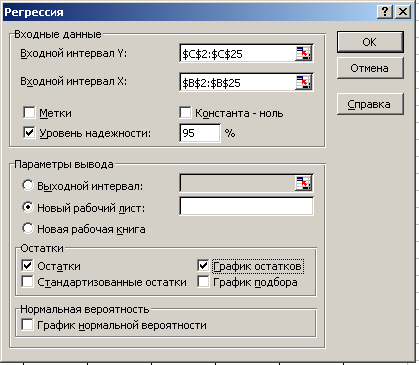 Регрессия
Входные данные
Входной интервал Y: $C$2:$C$25
Входной интервал X: $B$2:$B$25
Метки Константа - ноль
Уровень надежности: 95 %
OK
Отмена
Справка
Параметры вывода
Выходной интервал:
Новый рабочий лист:
Новая рабочая книга
Остатки
Остатки График остатков
Стандартизованные остатки График подбора
Нормальная вероятность
График нормальной вероятности